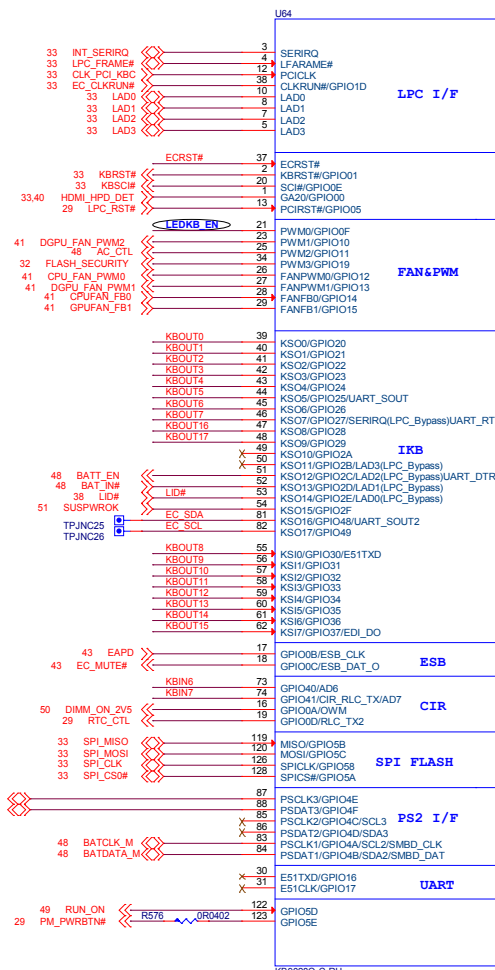 U64
33 INT_SERIRQ 3 SERIRQ
33 LPC_FRAME# 4 LFARAME#
33 CLK_PCI_KBC 12 PCICLK
33 EC_CLKRUN# 38 CLKRUN#/GPIO1D
33 LAD0 10 LAD0
33 LAD1 8 LAD1
33 LAD2 7 LAD2
33 LAD3 5 LAD3
LPC I/F
ECRST# 37 ECRST#
33 KBRST# 2 KBRST#/GPIO01
33 KBSCI# 20 SCI#/GPIO0E
33,40 HDMI_HPD_DET 1 GA20/GPIO00
29 LPC_RST# 13 PCIRST#/GPIO05
LEDKB_EN 21 PWM0/GPIO0F
41 DGPU_FAN_PWM2 23 PWM1/GPIO10
48 AC_CTL 25 PWM2/GPIO11
32 FLASH_SECURITY 34 PWM3/GPIO19
41 CPU_FAN_PWM0 26 FANPWM0/GPIO12
41 DGPU_FAN_PWM1 27 FANPWM1/GPIO13
41 CPUFAN_FB0 28 FANFB0/GPIO14
41 GPUFAN_FB1 29 FANFB1/GPIO15
FAN&PWM
KBOUT0 39 KSO0/GPIO20
KBOUT1 40 KSO1/GPIO21
KBOUT2 41 KSO2/GPIO22
KBOUT3 42 KSO3/GPIO23
KBOUT4 43 KSO4/GPIO24
KBOUT5 44 KSO5/GPIO25/UART_SOUT
KBOUT6 45 KSO6/GPIO26
KBOUT7 46 KSO7/GPIO27/SERIRQ(LPC_Bypass)UART_RT
KBOUT16 47 KSO8/GPIO28
KBOUT17 48 KSO9/GPIO29
49 KSO10/GPIO2A
50 KSO11/GPIO2B/LAD3(LPC_Bypass)
48 BATT_EN 51 KSO12/GPIO2C/LAD2(LPC_Bypass)UART_DTR
48 BAT_IN# 52 KSO13/GPIO2D/LAD1(LPC_Bypass)
38 LID# LID# 53 KSO14/GPIO2E/LAD0(LPC_Bypass)
51 SUSPWROK 54 KSO15/GPIO2F
TPJNC25 EC_SDA 81 KSO16/GPIO48/UART_SOUT2
TPJNC26 EC_SCL 82 KSO17/GPIO49
IKB
KBOUT8 55 KSI0/GPIO30/E51TXD
KBOUT9 56 KSI1/GPIO31
KBOUT10 57 KSI2/GPIO32
KBOUT11 58 KSI3/GPIO33
KBOUT12 59 KSI4/GPIO34
KBOUT13 60 KSI5/GPIO35
KBOUT14 61 KSI6/GPIO36
KBOUT15 62 KSI7/GPIO37/EDI_DO
43 EAPD 17 GPIO0B/ESB_CLK
43 EC_MUTE# 18 GPIO0C/ESB_DAT_O
ESB
KBIN6 73 GPIO40/AD6
KBIN7 74 GPIO41/CIR_RLC_TX/AD7
50 DIMM_ON_2V5 16 GPIO0A/OWM
29 RTC_CTL 19 GPIO0D/RLC_TX2
CIR
33 SPI_MISO 119 MISO/GPIO5B
33 SPI_MOSI 120 MOSI/GPIO5C
33 SPI_CLK 126 SPICLK/GPIO58
33 SPI_CS0# 128 SPICS#/GPIO5A
SPI FLASH
87 PSCLK3/GPIO4E
88 PSDAT3/GPIO4F
85 PSCLK2/GPIO4C/SCL3
86 PSDAT2/GPIO4D/SDA3
48 BATCLK_M 83 PSCLK1/GPIO4A/SCL2/SMBD_CLK
48 BATDATA_M 84 PSDAT1/GPIO4B/SDA2/SMBD_DAT
PS2 I/F
30 E51TXD/GPIO16
31 E51CLK/GPIO17
UART
49 RUN_ON 122 GPIO5D
29 PM_PWRBTN# R576 0R0402 123 GPIO5E